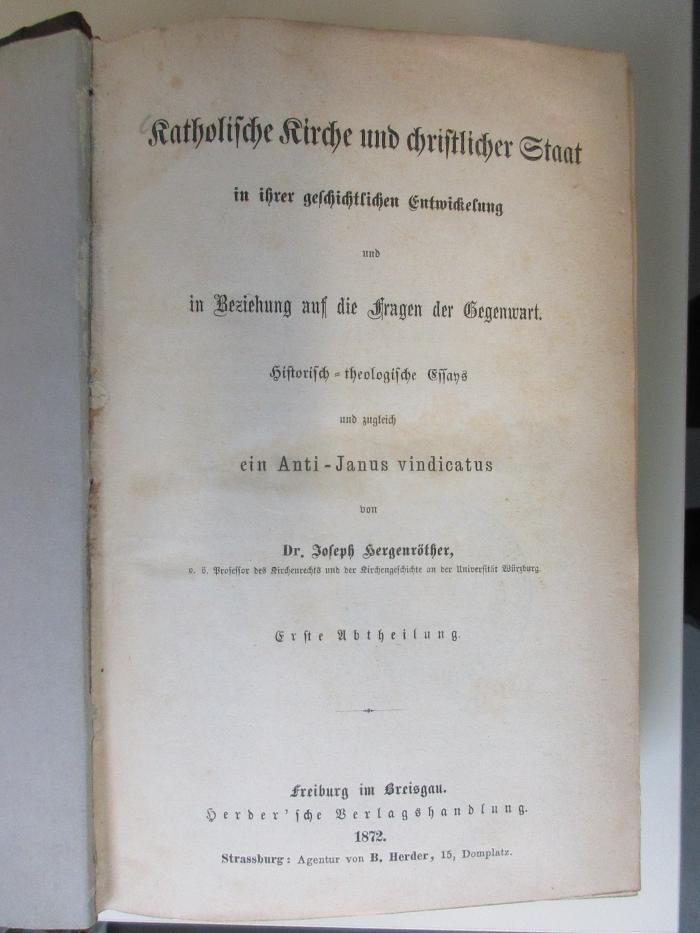 Katholische Kirche und christlicher Staat
in ihrer geschichtlichen Entwickelung
und
in Beziehung auf die Fragen der Gegenwart.
Historisch-theologische Essays
und zugleich
ein Anti-Janus vindicatus
von
Dr. Joseph Hergenröther,
o. ö. Professor des Kirchenrechts und der Kirchengeschichte an der Universität Würzburg.
Erste Abtheilung.
Freiburg im Breisgau.
Herder'sche Verlagshandlung.
1872.
Strassburg: Agentur von B. Herder, 15, Domplatz.